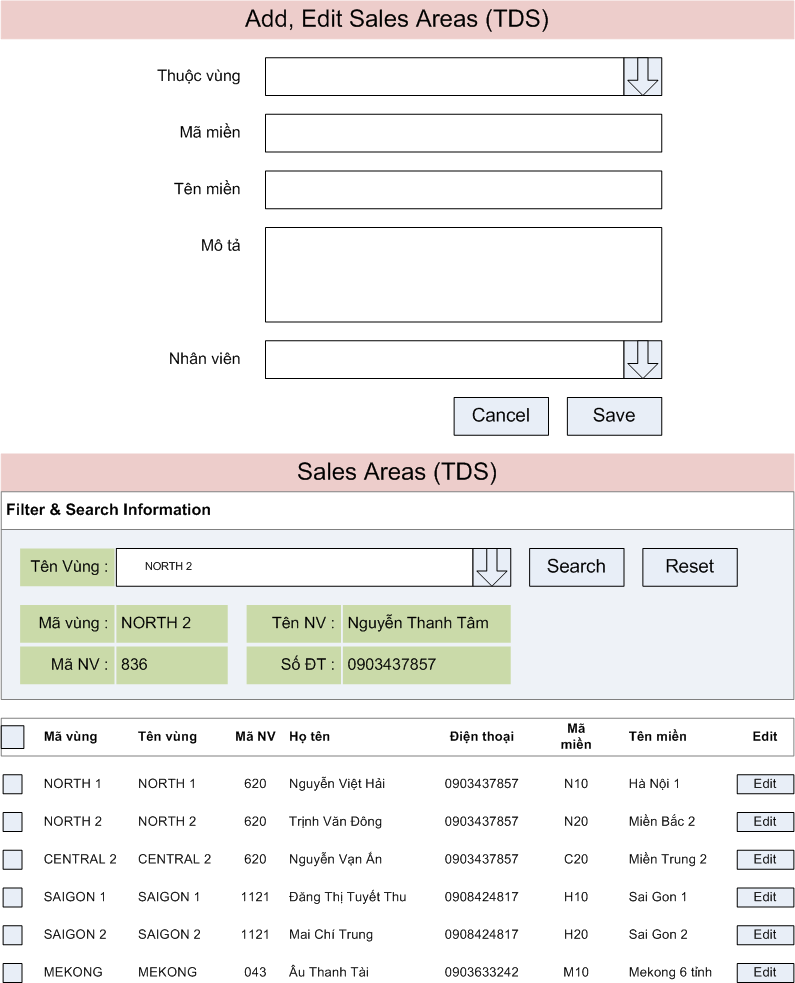 Add, Edit Sales Areas (TDS)
Thuộc vùng
Mã miền
Tên miền
Mô tả
Nhân viên
Cancel Save
Sales Areas (TDS)
Filter & Search Information
Tên Vùng : NORTH 2 Search Reset
Mã vùng : NORTH 2 Tên NV : Nguyễn Thanh Tâm
Mã NV : 836 Số ĐT : 0903437857
Mã vùng Tên vùng Mã NV Họ tên Điện thoại Mã miền Tên miền Edit
NORTH 1 NORTH 1 620 Nguyễn Việt Hải 0903437857 N10 Hà Nội 1 Edit
NORTH 2 NORTH 2 620 Trịnh Văn Đông 0903437857 N20 Miền Bắc 2 Edit
CENTRAL 2 CENTRAL 2 620 Nguyễn Vạn Ấn 0903437857 C20 Miền Trung 2 Edit
SAIGON 1 SAIGON 1 1121 Đăng Thị Tuyết Thu 0908424817 H10 Sai Gon 1 Edit
SAIGON 2 SAIGON 2 1121 Mai Chí Trung 0908424817 H20 Sai Gon 2 Edit
MEKONG MEKONG 043 Âu Thanh Tài 0903633242 M10 Mekong 6 tỉnh Edit